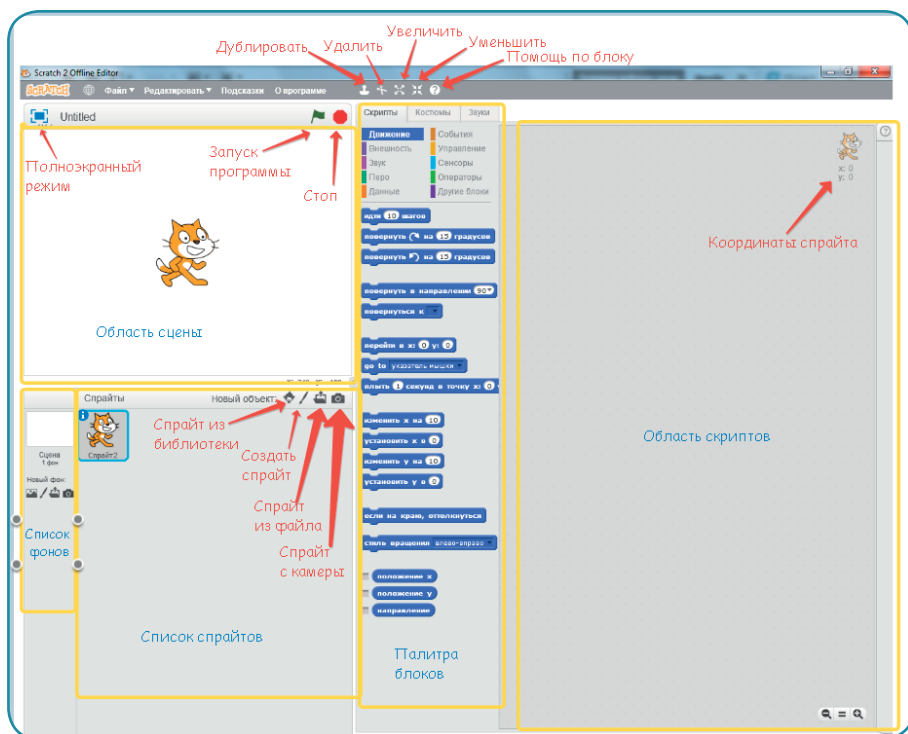 Увеличить
Дублировать Удалить Уменьшить
Помощь по блоку
Scratch 2 Offline Editor
SCRATCH Файл Редактировать Подсказки О программе
Untitled
Полноэкранный
режим
Запуск
программы
Стоп
Область сцены
Скрипты Костюмы Звуки
Движение События
Внешность Управление
Звук Сенсоры
Перо Операторы
Данные Другие блоки
идти 10 шагов
повернуть на 15 градусов
повернуть на 15 градусов
повернуть в направлении 90
повернуться к
перейти в x: 0 y: 0
go to указатель мышки
плыть 1 секунд в точку x: 0
изменить x на 10
установить x в 0
изменить y на 10
установить y в 0
если на краю, оттолкнуться
стиль вращения влево-вправо
положение x
положение y
направление
Палитра
блоков
x: 0
y: 0
Координаты спрайта
Область скриптов
Спрайты Новый объект:
Спрайт2
Спрайт из
библиотеки
Создать
спрайт
Спрайт
из файла
Спрайт
с камеры
Список спрайтов
Сцена
1 фон
Новый фон:
Список
фонов